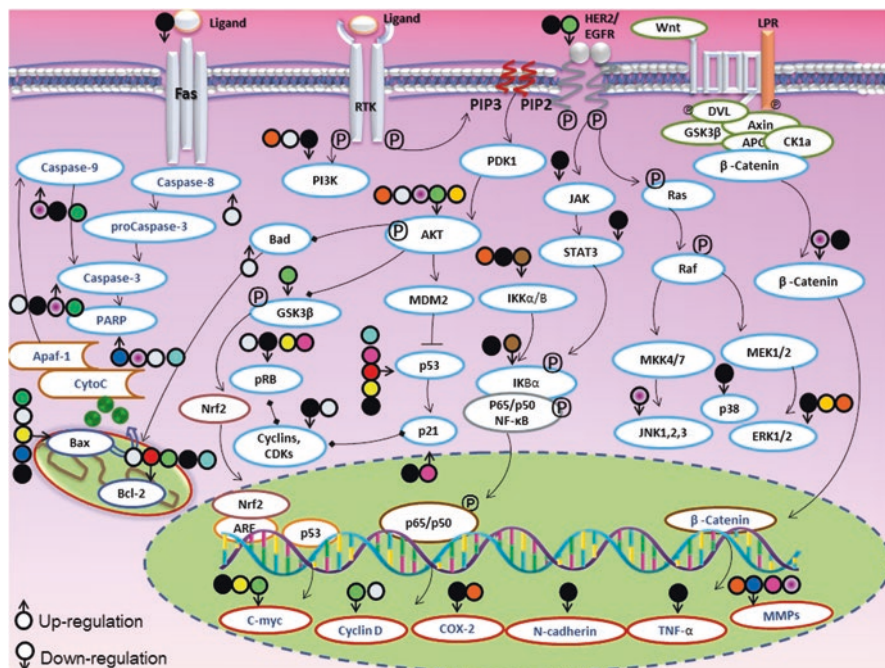 Ligand
Ligand
HER2/
EGFR
Wnt
LPR
Fas
RTK
PIP3
PIP2
P
P
P
P
P
P
DVL
GSK3β
Axin
APC
CK1a
β -Catenin
Caspase-9
Caspase-8
PI3K
PDK1
JAK
P
Ras
proCaspase-3
Bad
P
AKT
STAT3
P
Raf
Caspase-3
P
GSK3β
MDM2
IKKα/B
β -Catenin
PARP
Apaf-1
CytoC
pRB
p53
P
IKBα
P
P65/p50
NF-κB
MKK4/7
MEK1/2
Nrf2
Cyclins,
CDKs
p21
p38
JNK1,2,3
ERK1/2
Bax
Bcl-2
Nrf2
ARE
p53
P
p65/p50
β -Catenin
C-myc
Cyclin D
COX-2
N-cadherin
TNF-α
MMPs
Up-regulation
Down-regulation